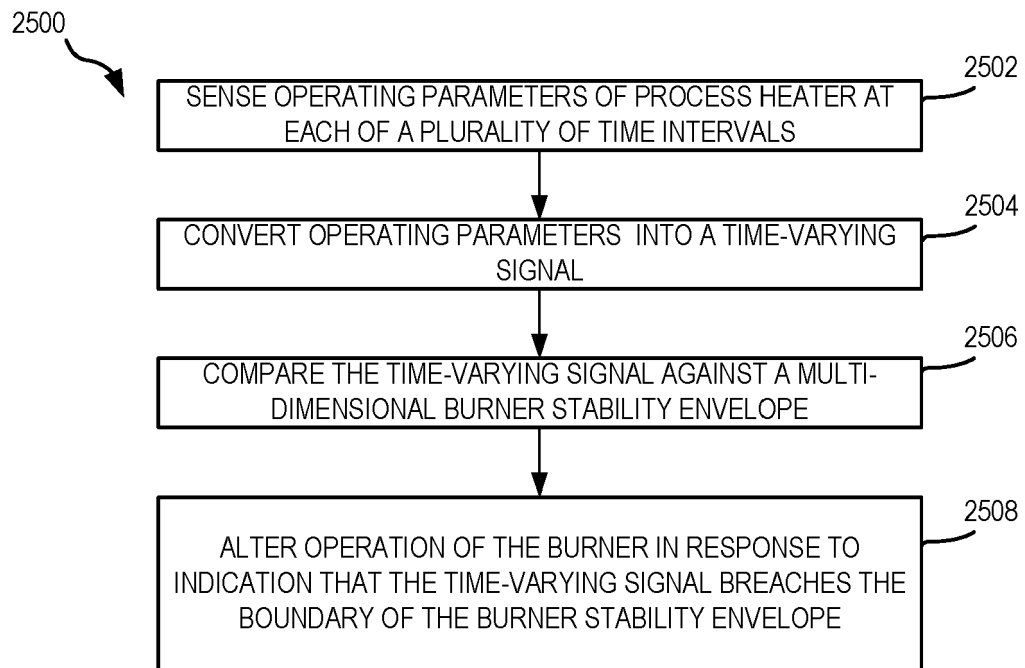 2500
2502
SENSE OPERATING PARAMETERS OF PROCESS HEATER AT
EACH OF A PLURALITY OF TIME INTERVALS
2504
CONVERT OPERATING PARAMETERS INTO A TIME-VARYING
SIGNAL
2506
COMPARE THE TIME-VARYING SIGNAL AGAINST A MULTI-
DIMENSIONAL BURNER STABILITY ENVELOPE
2508
ALTER OPERATION OF THE BURNER IN RESPONSE TO
INDICATION THAT THE TIME-VARYING SIGNAL BREACHES THE
BOUNDARY OF THE BURNER STABILITY ENVELOPE